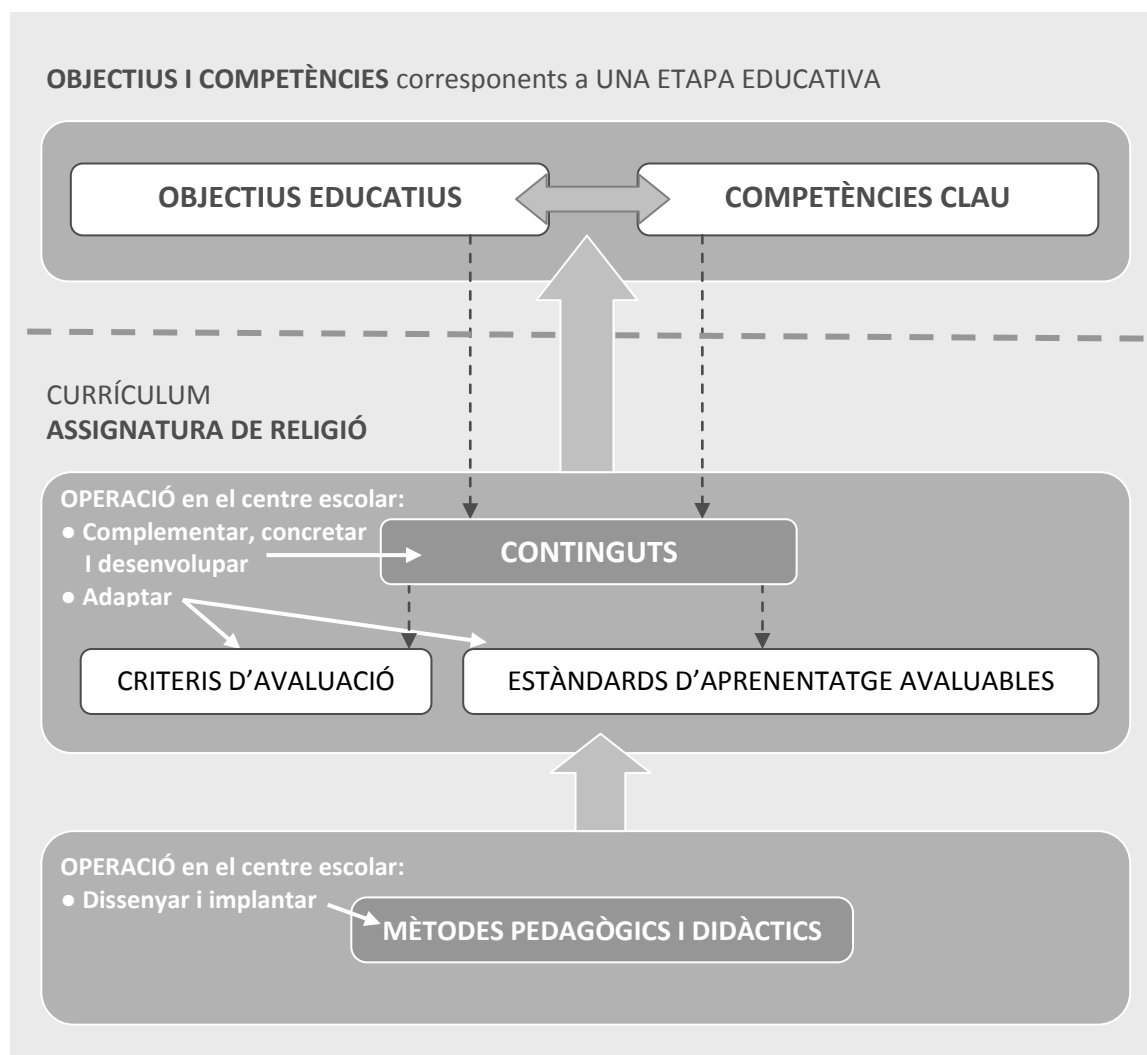 OBJECTIUS I COMPETÈNCIES corresponents a UNA ETAPA EDUCATIVA
OBJECTIUS EDUCATIUS
COMPETÈNCIES CLAU
CURRÍCULUM
ASSIGNATURA DE RELIGIÓ
OPERACIÓ en el centre escolar:
● Complementar, concretar
I desenvolupar
● Adaptar
CONTINGUTS
CRITERIS D'AVALUACIÓ
ESTÀNDARDS D'APRENENTATGE AVALUABLES
OPERACIÓ en el centre escolar:
● Dissenyar i implantar
MÈTODES PEDAGÒGICS I DIDÀCTICS